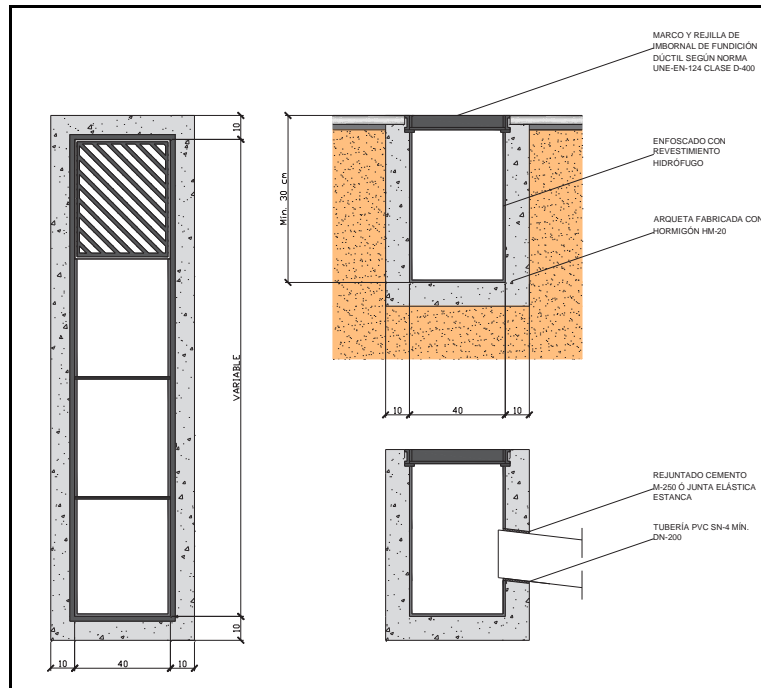 MARCO Y REJILLA DE
IMBORNAL DE FUNDICIÓN
DÚCTIL SEGÚN NORMA
UNE-EN-124 CLASE D-400
10
Mín. 30 cm
ENFOSCADO CON
REVESTIMIENTO
HIDRÓFUGO
ARQUETA FABRICADA CON
HORMIGÓN HM-20
VARIABLE
10
40
10
REJUNTADO CEMENTO
M-250 Ó JUNTA ELÁSTICA
ESTANCA
TUBERÍA PVC SN-4 MÍN.
DN-200
10
10
40
10